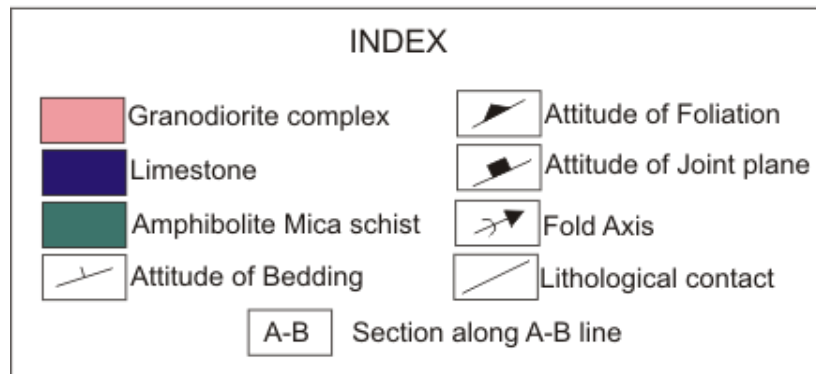 INDEX
Granodiorite complex
Limestone
Amphibolite Mica schist
Attitude of Bedding
Attitude of Foliation
Attitude of Joint plane
Fold Axis
Lithological contact
A-B Section along A-B line